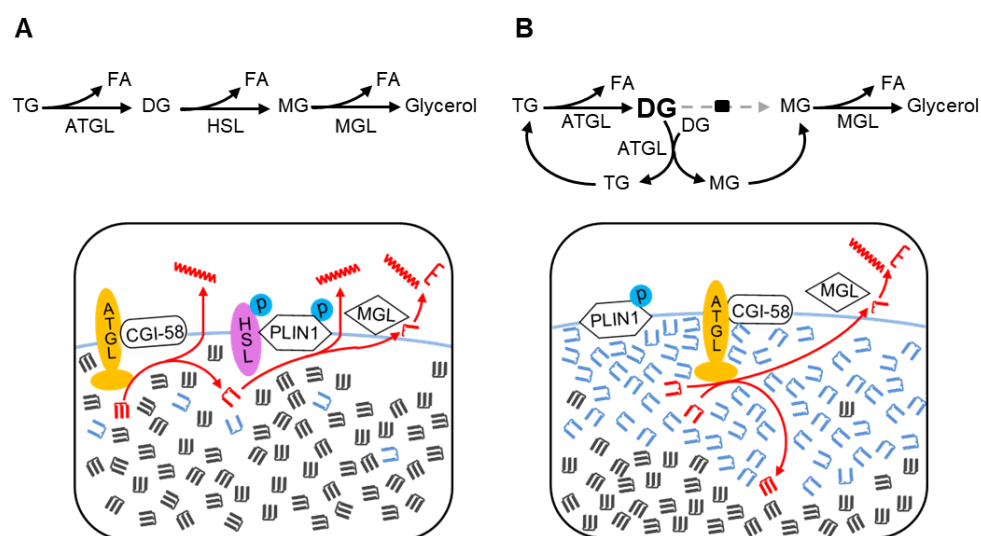 A
TG FA DG FA MG FA Glycerol
ATGL HSL MGL
ATGL
CGI-58
HSL
p
PLIN1
p
MGL
B
TG FA DG MG FA Glycerol
ATGL DG MGL
ATGL
TG MG
PLIN1
p
ATGL
CGI-58
MGL